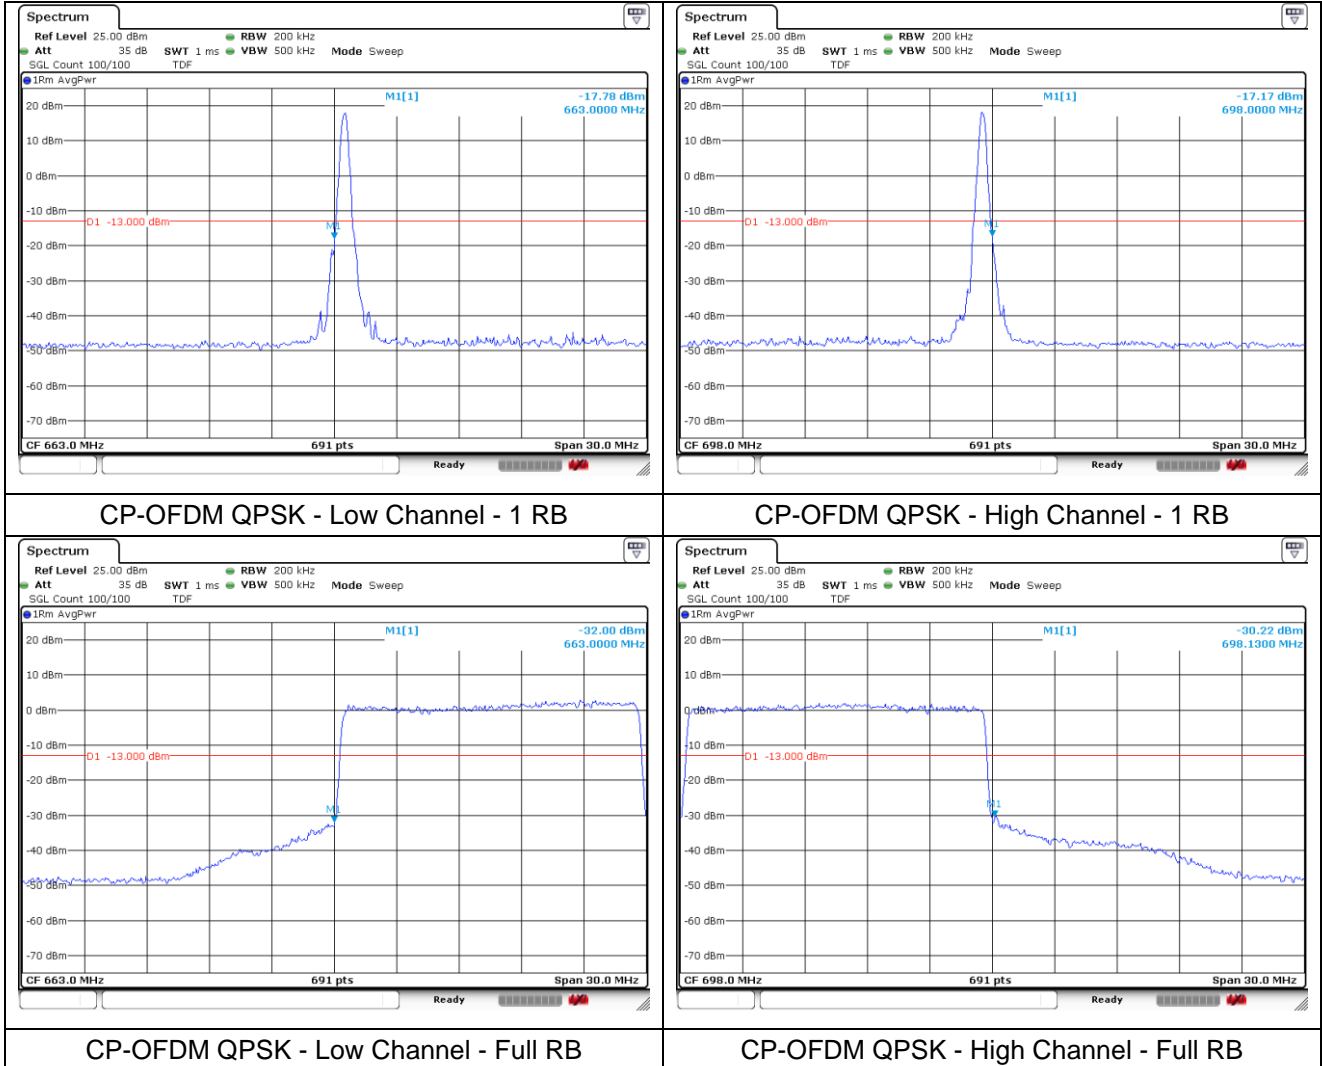 Spectrum
Ref Level 25.00 dBm RBW 200 kHz
Att 35 dB SWT 1 ms VBW 500 kHz Mode Sweep
SGL Count 100/100 TDF
1Rm AvgPwr
M1[1] -17.78 dBm
663.0000 MHz
20 dBm
10 dBm
0 dBm
-10 dBm
D1 -13.000 dBm
M1
-20 dBm
-30 dBm
-40 dBm
-50 dBm
-60 dBm
-70 dBm
CF 663.0 MHz 691 pts Span 30.0 MHz
Ready
CP-OFDM QPSK - Low Channel - 1 RB
Spectrum
Ref Level 25.00 dBm RBW 200 kHz
Att 35 dB SWT 1 ms VBW 500 kHz Mode Sweep
SGL Count 100/100 TDF
1Rm AvgPwr
M1[1] -17.17 dBm
698.0000 MHz
20 dBm
10 dBm
0 dBm
-10 dBm
D1 -13.000 dBm
M1
-20 dBm
-30 dBm
-40 dBm
-50 dBm
-60 dBm
-70 dBm
CF 698.0 MHz 691 pts Span 30.0 MHz
Ready
CP-OFDM QPSK - High Channel - 1 RB
Spectrum
Ref Level 25.00 dBm RBW 200 kHz
Att 35 dB SWT 1 ms VBW 500 kHz Mode Sweep
SGL Count 100/100 TDF
1Rm AvgPwr
M1[1] -32.00 dBm
663.0000 MHz
20 dBm
10 dBm
0 dBm
-10 dBm
D1 -13.000 dBm
-20 dBm
-30 dBm
M1
-40 dBm
-50 dBm
-60 dBm
-70 dBm
CF 663.0 MHz 691 pts Span 30.0 MHz
Ready
CP-OFDM QPSK - Low Channel - Full RB
Spectrum
Ref Level 25.00 dBm RBW 200 kHz
Att 35 dB SWT 1 ms VBW 500 kHz Mode Sweep
SGL Count 100/100 TDF
1Rm AvgPwr
M1[1] -30.22 dBm
698.1300 MHz
20 dBm
10 dBm
0 dBm
-10 dBm
D1 -13.000 dBm
-20 dBm
M1
-30 dBm
-40 dBm
-50 dBm
-60 dBm
-70 dBm
CF 698.0 MHz 691 pts Span 30.0 MHz
Ready
CP-OFDM QPSK - High Channel - Full RB